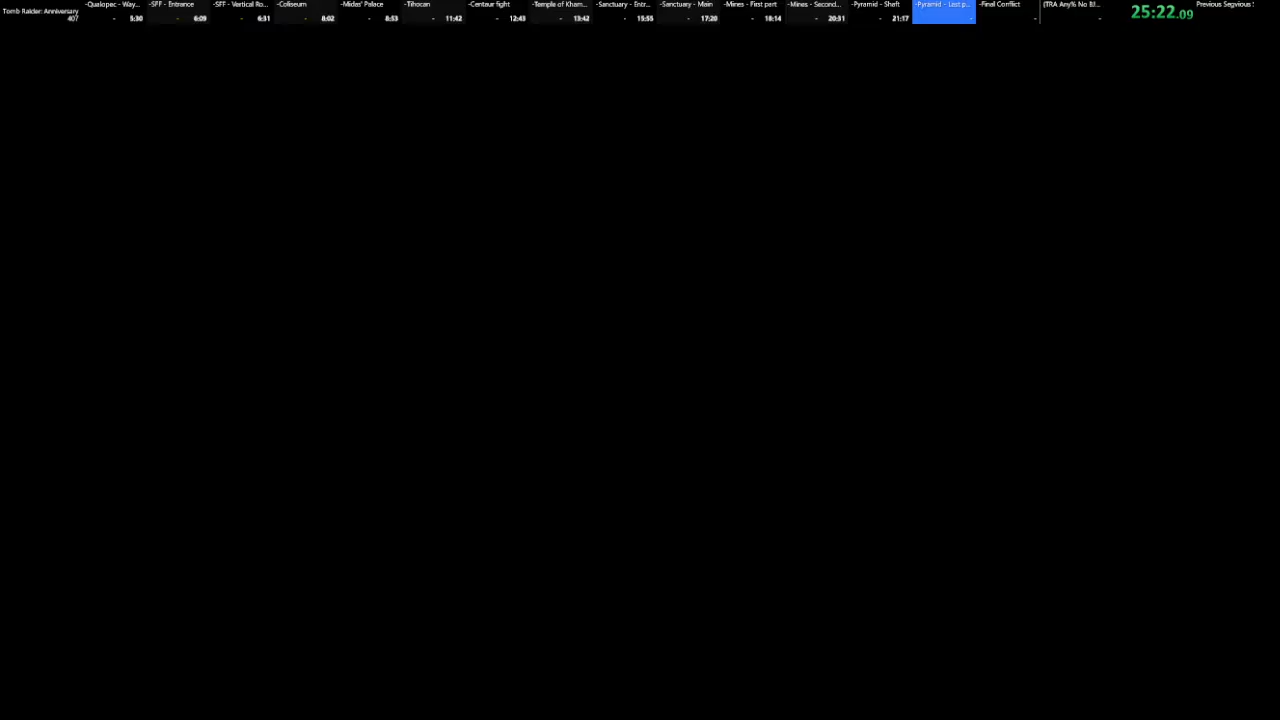 Tomb Raider: Anniversary
407
-Qualopec - Way...
- 5:30
-SFF - Entrance
- 6:09
-SFF - Vertical Ro...
- 6:31
-Coliseum
- 8:02
-Midas' Palace
- 8:53
-Tihocan
- 11:42
-Centaur fight
- 12:43
-Temple of Kham...
- 13:42
-Sanctuary - Entr...
- 15:55
-Sanctuary - Main
- 17:20
-Mines - First part
- 18:14
-Mines - Second...
- 20:31
-Pyramid - Shaft
- 21:17
-Pyramid - Last p...
-
-Final Conflict
-
(TRA Any% No B!...
-
25:22.09
Previous Segvious S